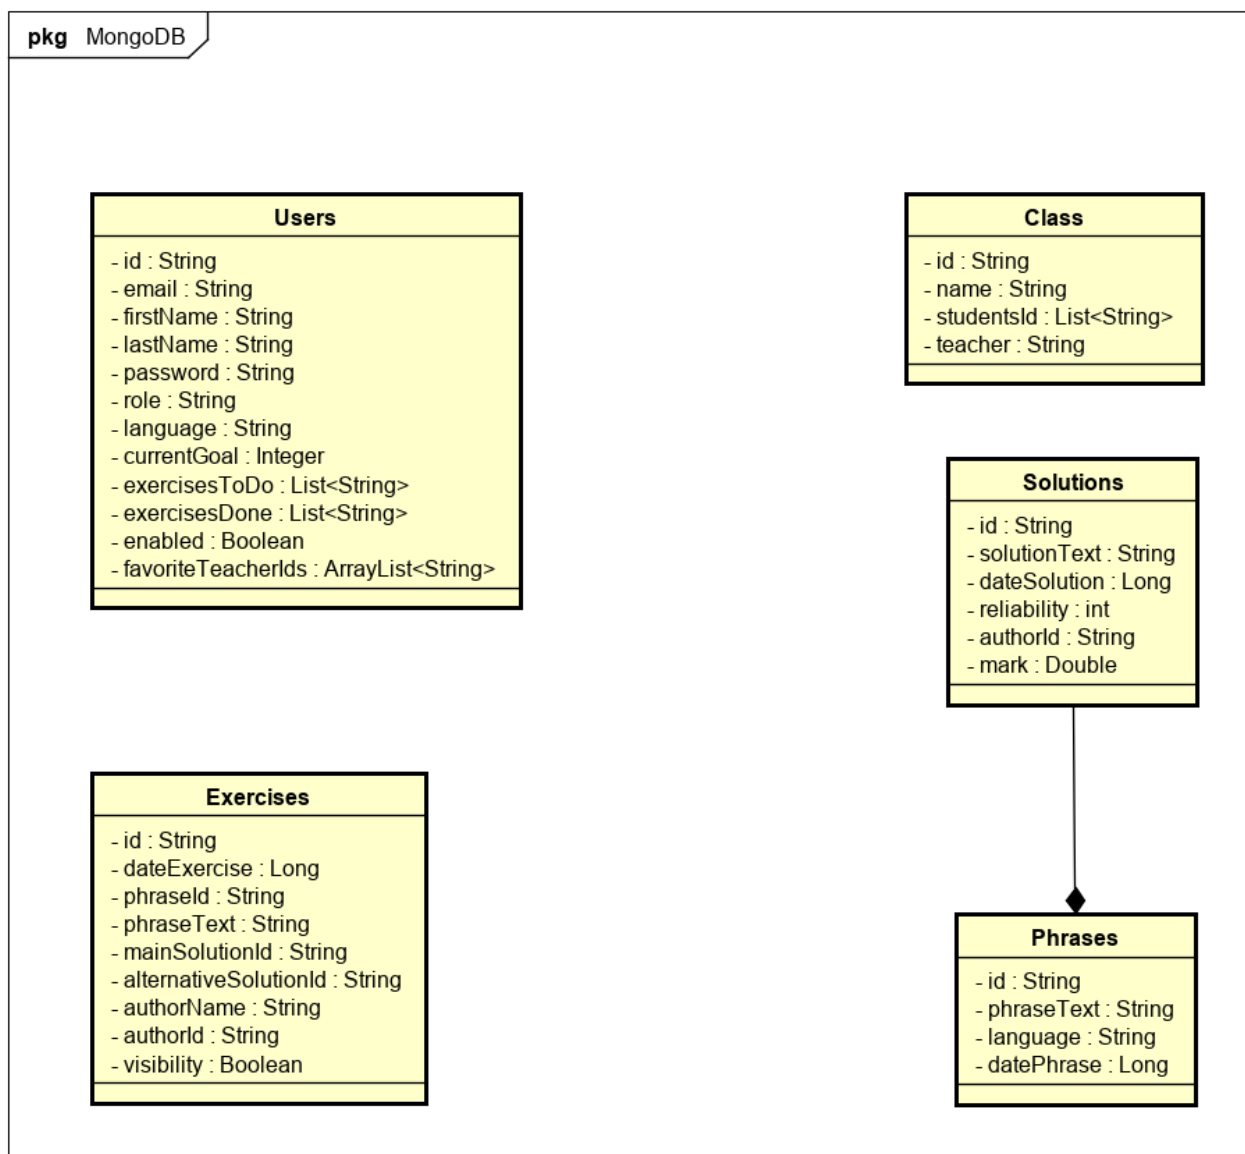 pkg MongoDB
Users
- id : String
- email : String
- firstName : String
- lastName : String
- password : String
- role : String
- language : String
- currentGoal : Integer
- exercisesToDo : List<String>
- exercisesDone : List<String>
- enabled : Boolean
- favoriteTeacherIds : ArrayList<String>
Class
- id : String
- name : String
- studentsId : List<String>
- teacher : String
Solutions
- id : String
- solutionText : String
- dateSolution : Long
- reliability : int
- authorId : String
- mark : Double
Exercises
- id : String
- dateExercise : Long
- phraseId : String
- phraseText : String
- mainSolutionId : String
- alternativeSolutionId : String
- authorName : String
- authorId : String
- visibility : Boolean
Phrases
- id : String
- phraseText : String
- language : String
- datePhrase : Long